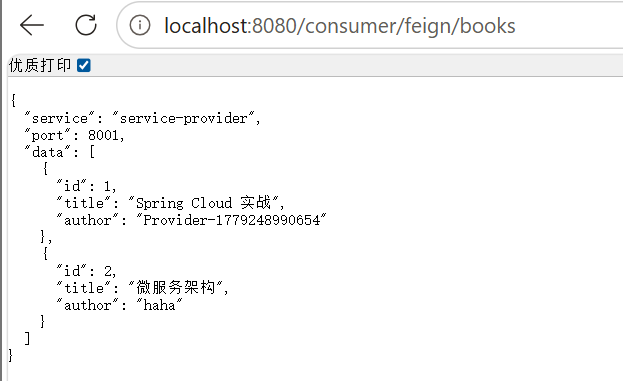 localhost:8080/consumer/feign/books
优质打印
{
  "service": "service-provider",
  "port": 8001,
  "data": [
    {
      "id": 1,
      "title": "Spring Cloud 实战",
      "author": "Provider-1779248990654"
    },
    {
      "id": 2,
      "title": "微服务架构",
      "author": "haha"
    }
  ]
}